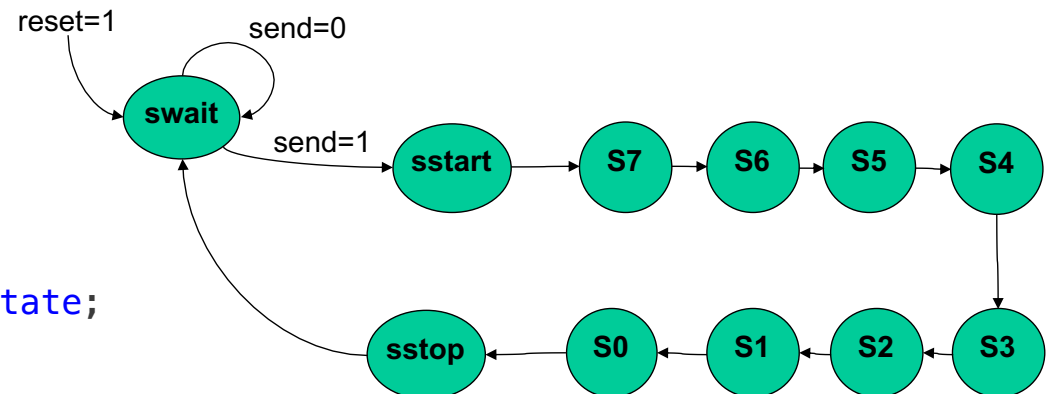 reset=1
send=0
swait
send=1
sstart
S7
S6
S5
S4
tate;
sstop
S0
S1
S2
S3